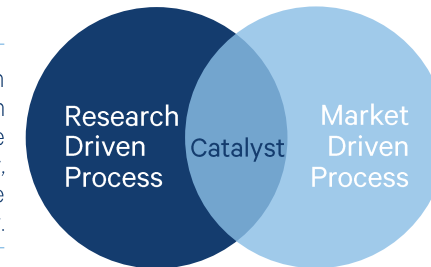 Research
Driven
Process
Catalyst
Market
Driven
Process